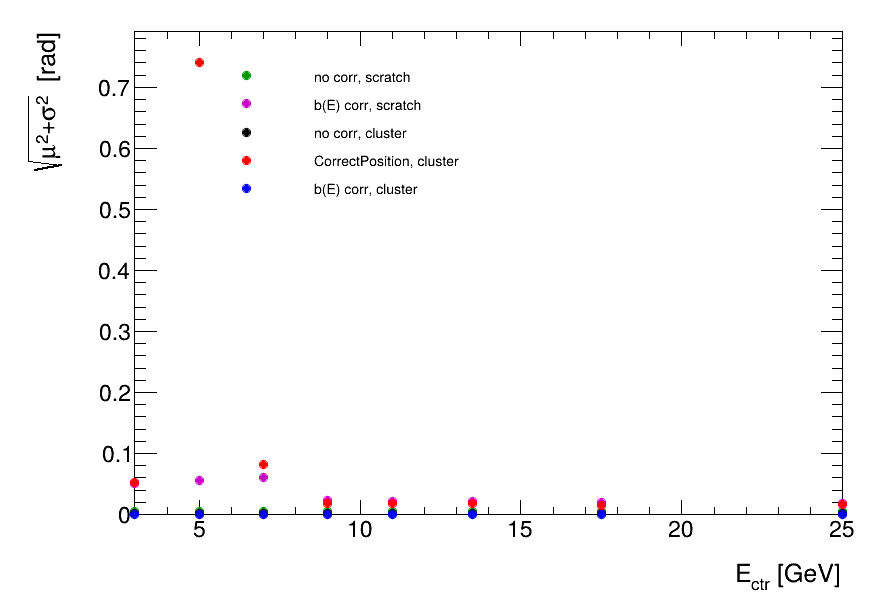 √μ²+σ² [rad]
0.7
0.6
0.5
0.4
0.3
0.2
0.1
0
no corr, scratch
b(E) corr, scratch
no corr, cluster
CorrectPosition, cluster
b(E) corr, cluster
5 10 15 20 25
E_ctr [GeV]